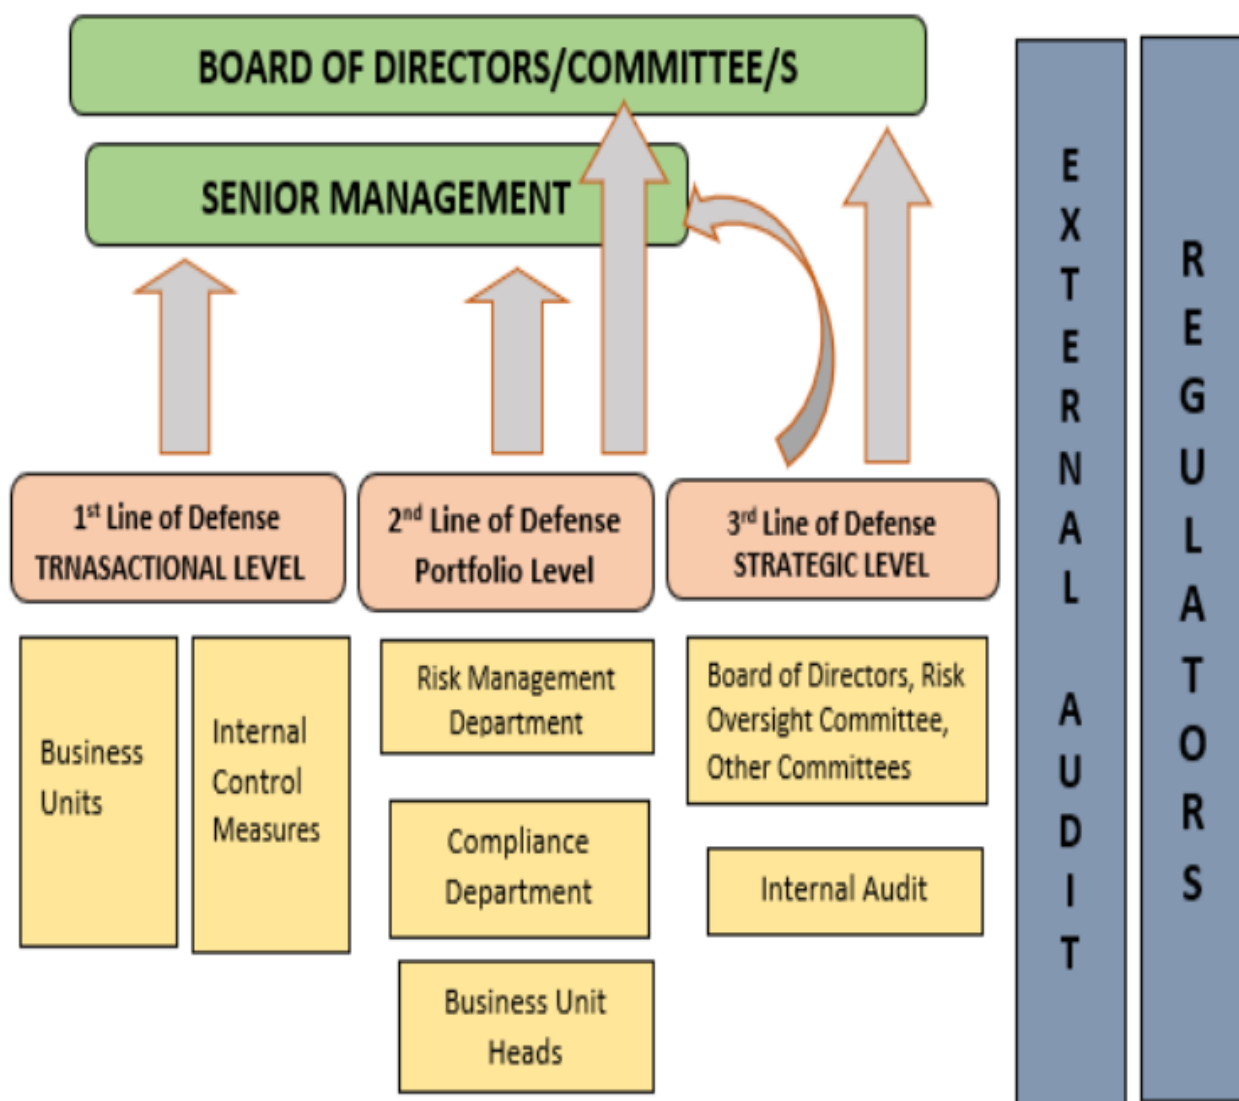 BOARD OF DIRECTORS/COMMITTEE/S
SENIOR MANAGEMENT
1st Line of Defense
TRNASACTIONAL LEVEL
2nd Line of Defense
Portfolio Level
3rd Line of Defense
STRATEGIC LEVEL
Business
Units
Internal
Control
Measures
Risk Management
Department
Compliance
Department
Business Unit
Heads
Board of Directors, Risk
Oversight Committee,
Other Committees
Internal Audit
EXTERNAL AUDIT
REGULATORS